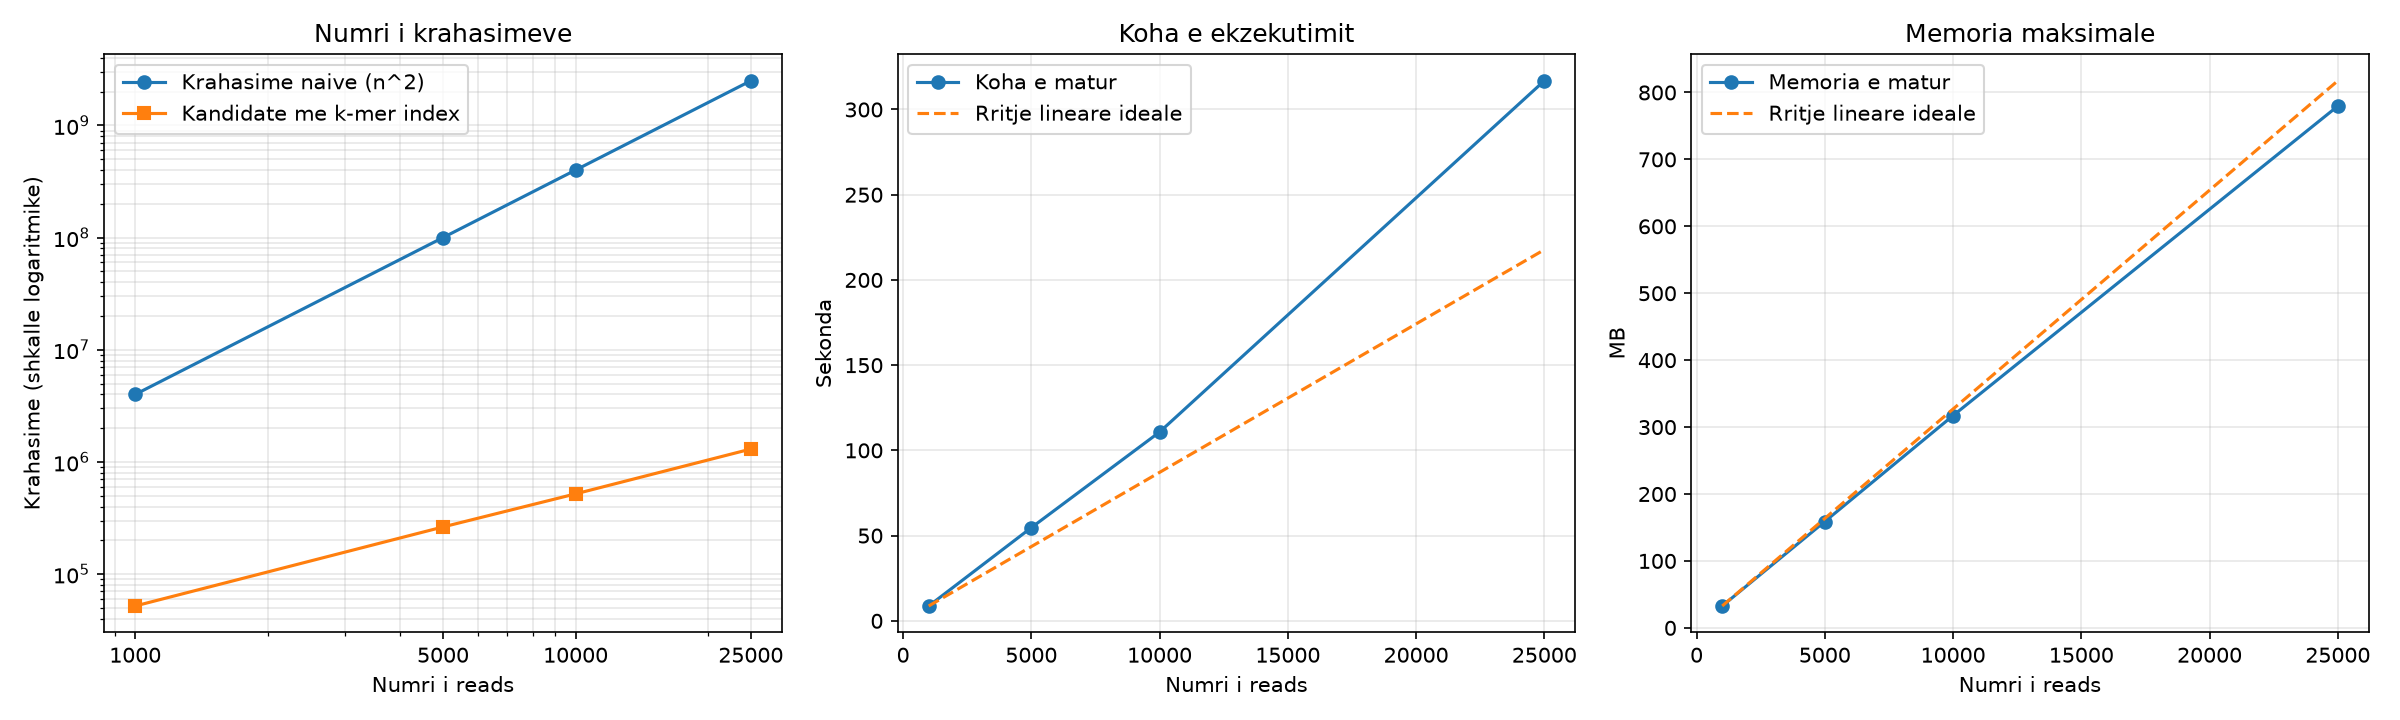 Numri i krahasimeve
Krahasime naive (n^2)
Kandidate me k-mer index
Krahasime (shkalle logaritmike)
10^9
10^8
10^7
10^6
10^5
1000 5000 10000 25000
Numri i reads
Koha e ekzekutimit
Koha e matur
Rritje lineare ideale
Sekonda
300
250
200
150
100
50
0
0 5000 10000 15000 20000 25000
Numri i reads
Memoria maksimale
Memoria e matur
Rritje lineare ideale
MB
800
700
600
500
400
300
200
100
0
0 5000 10000 15000 20000 25000
Numri i reads